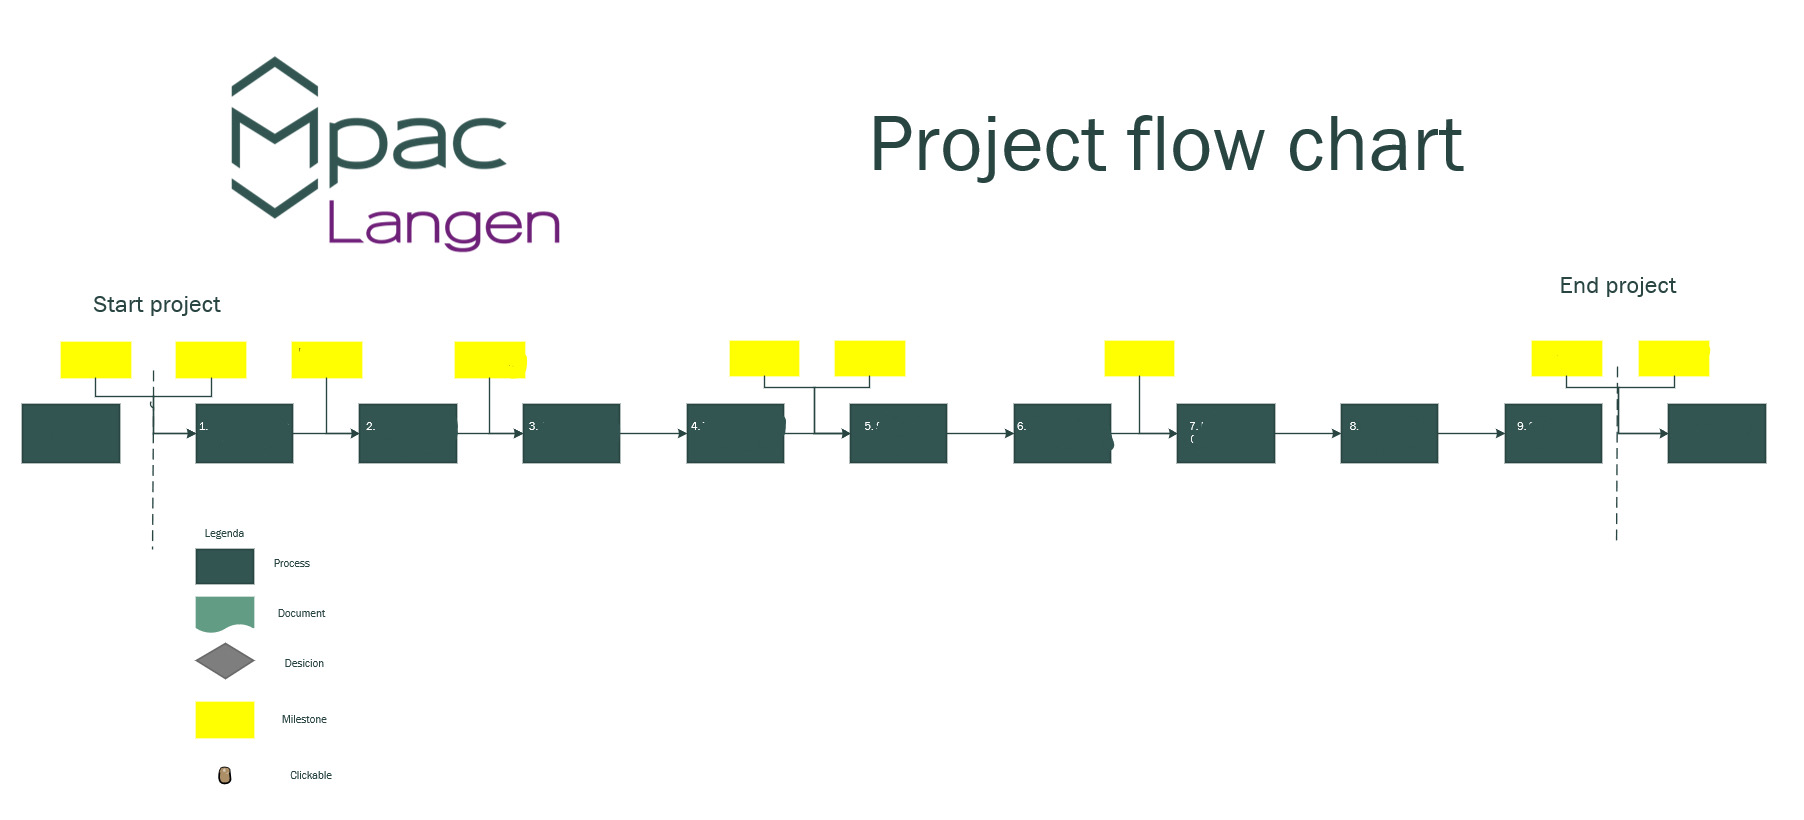 Mpac
Langen
Project flow chart
Start project
End project
1.
2.
3.
4.
5.
6.
7.
8.
9.
Legenda
Process
Document
Desicion
Milestone
Clickable